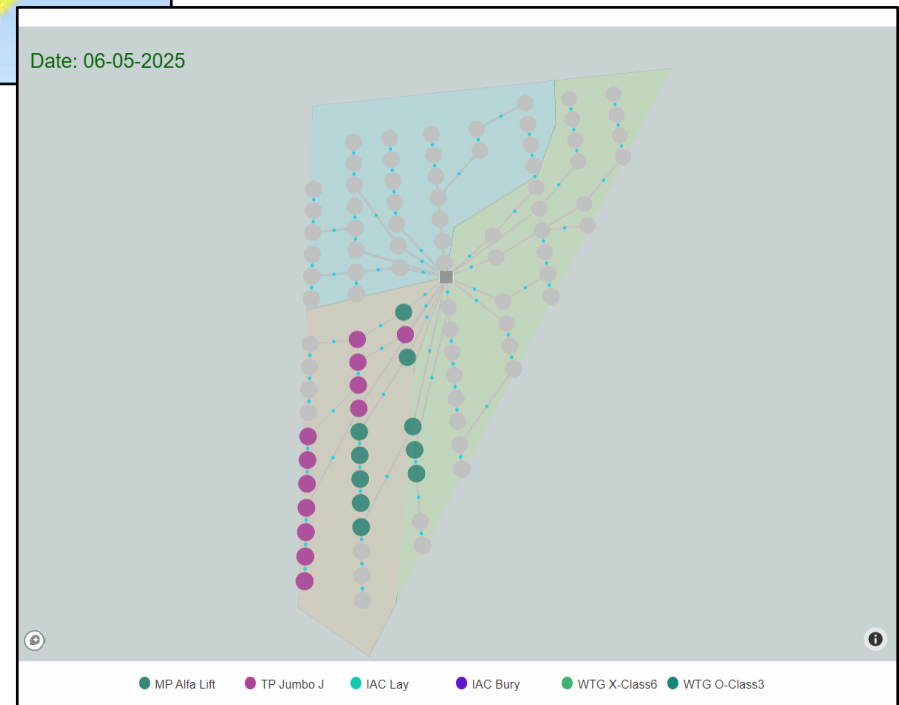 Date: 06-05-2025
MP Alfa Lift TP Jumbo J IAC Lay IAC Bury WTG X-Class6 WTG O-Class3